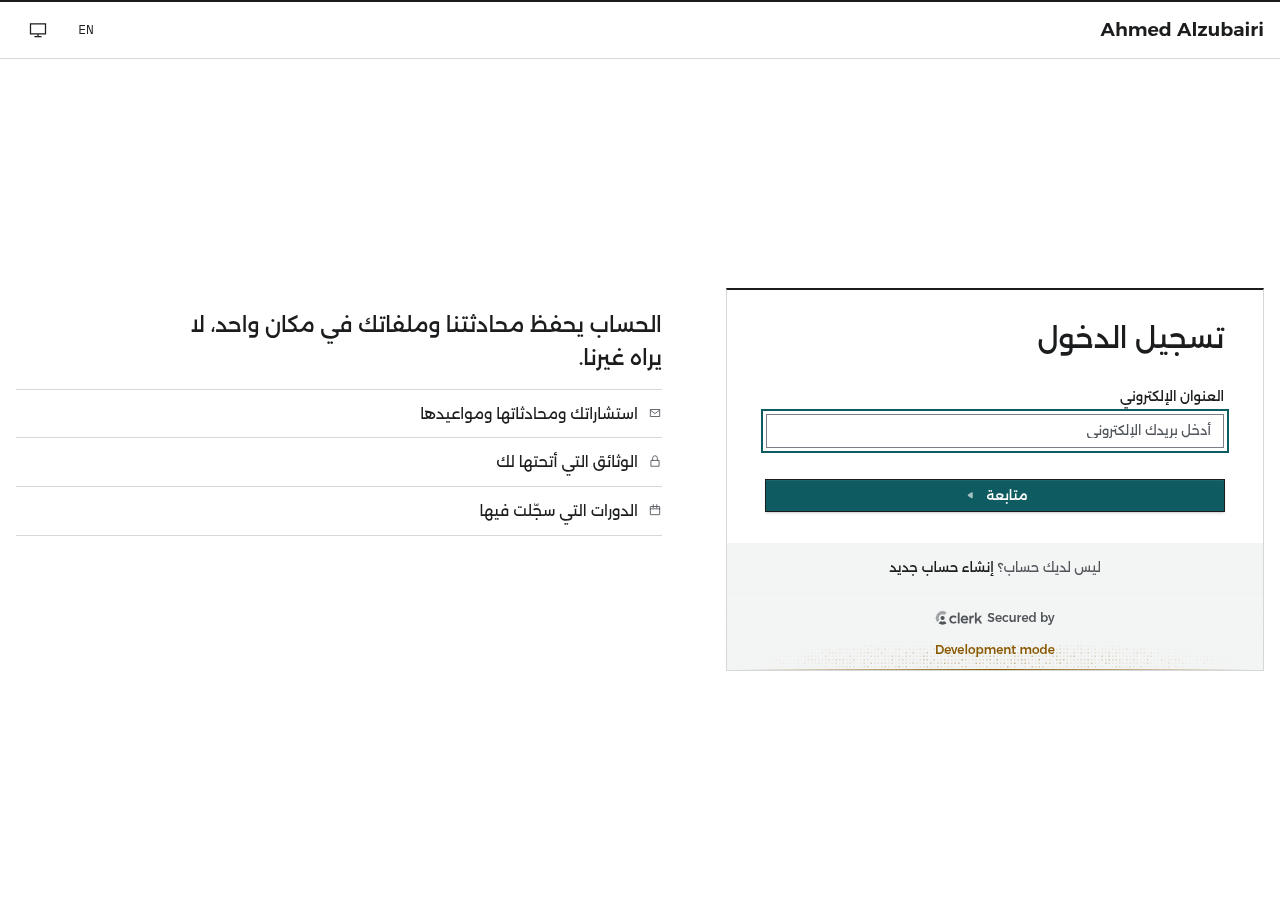 Ahmed Alzubairi
EN
تسجيل الدخول
العنوان الإلكتروني
أدخل بريدك الإلكتروني
متابعة
ليس لديك حساب؟ إنشاء حساب جديد
Secured by clerk
Development mode
الحساب يحفظ محادثتنا وملفاتك في مكان واحد، لا
يراه غيرنا.
استشاراتك ومحادثاتها ومواعيدها
الوثائق التي أتحتها لك
الدورات التي سجّلت فيها